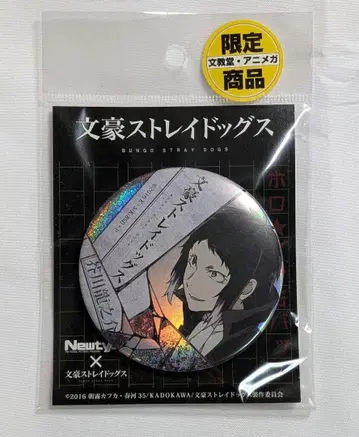 限定
文教堂・アニメガ
商品
文豪ストレイドッグス
BUNGO STRAY DOGS
文豪
ストレイドッグス
芥川龍之介
Newtype
×
文豪ストレイドッグス
©2016 朝霧カフカ・春河35/KADOKAWA/文豪ストレイドッグス製作委員会